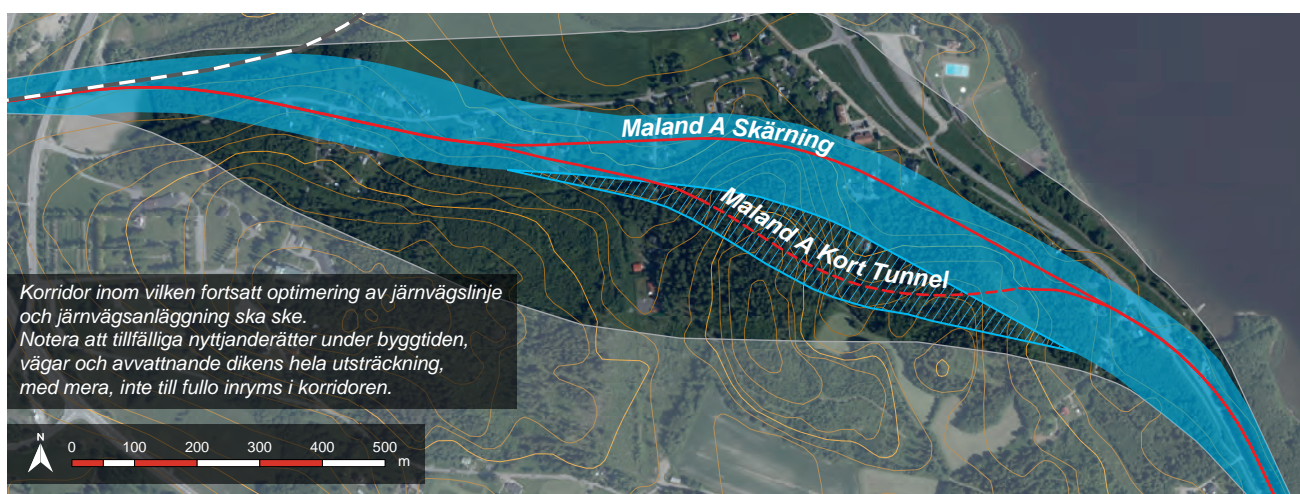 Maland A Skärning
Maland A Kort Tunnel
Korridor inom vilken fortsatt optimering av järnvägslinje
och järnvägsanläggning ska ske.
Notera att tillfälliga nyttjanderätter under byggtiden,
vägar och avvattnande dikens hela utsträckning,
med mera, inte till fullo inryms i korridoren.
N
0 100 200 300 400 500
m